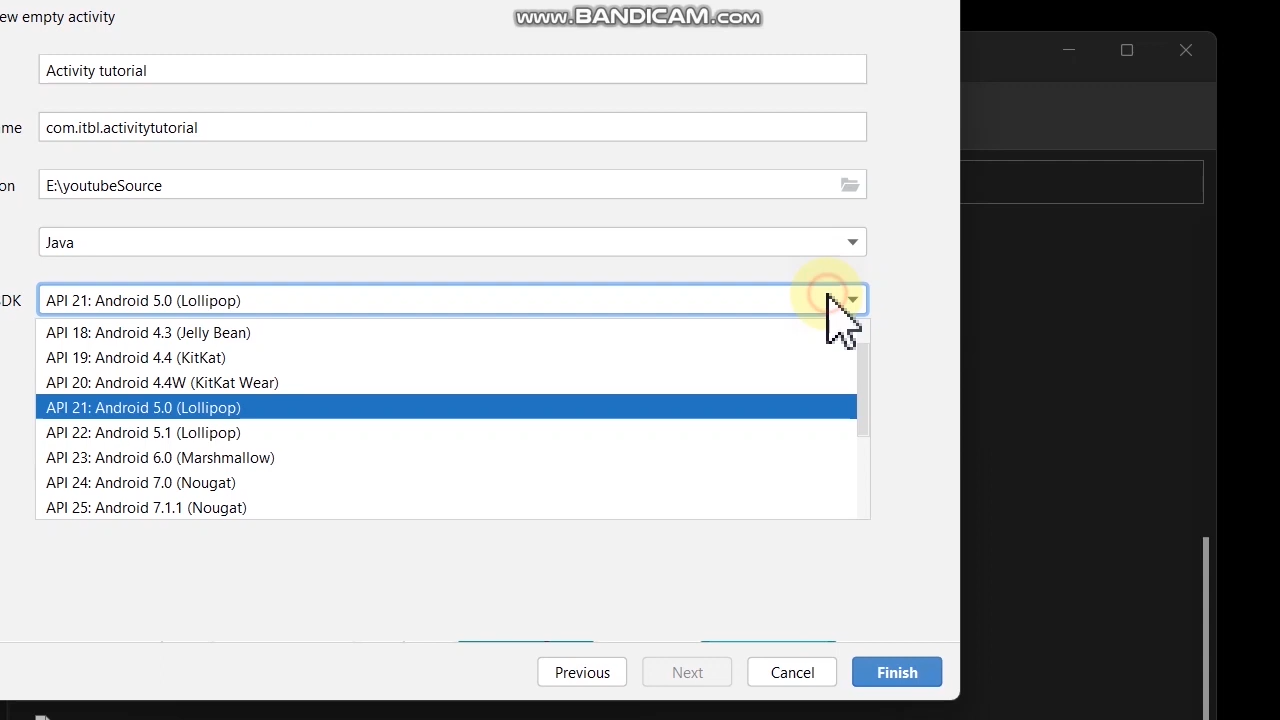 ew empty activity
www.BANDICAM.com
Activity tutorial
me
com.itbl.activitytutorial
on
E:\youtubeSource
Java
SDK
API 21: Android 5.0 (Lollipop)
API 18: Android 4.3 (Jelly Bean)
API 19: Android 4.4 (KitKat)
API 20: Android 4.4W (KitKat Wear)
API 21: Android 5.0 (Lollipop)
API 22: Android 5.1 (Lollipop)
API 23: Android 6.0 (Marshmallow)
API 24: Android 7.0 (Nougat)
API 25: Android 7.1.1 (Nougat)
Previous
Next
Cancel
Finish